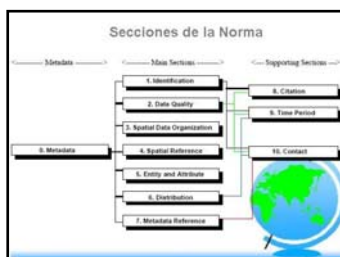 Secciones de la Norma
<---------- Metadata ---------->
<---------- Main Sections ---------->
<---- Supporting Sections ---->
0. Metadata
1. Identification
2. Data Quality
3. Spatial Data Organization
4. Spatial Reference
5. Entity and Attribute
6. Distribution
7. Metadata Reference
8. Citation
9. Time Period
10. Contact